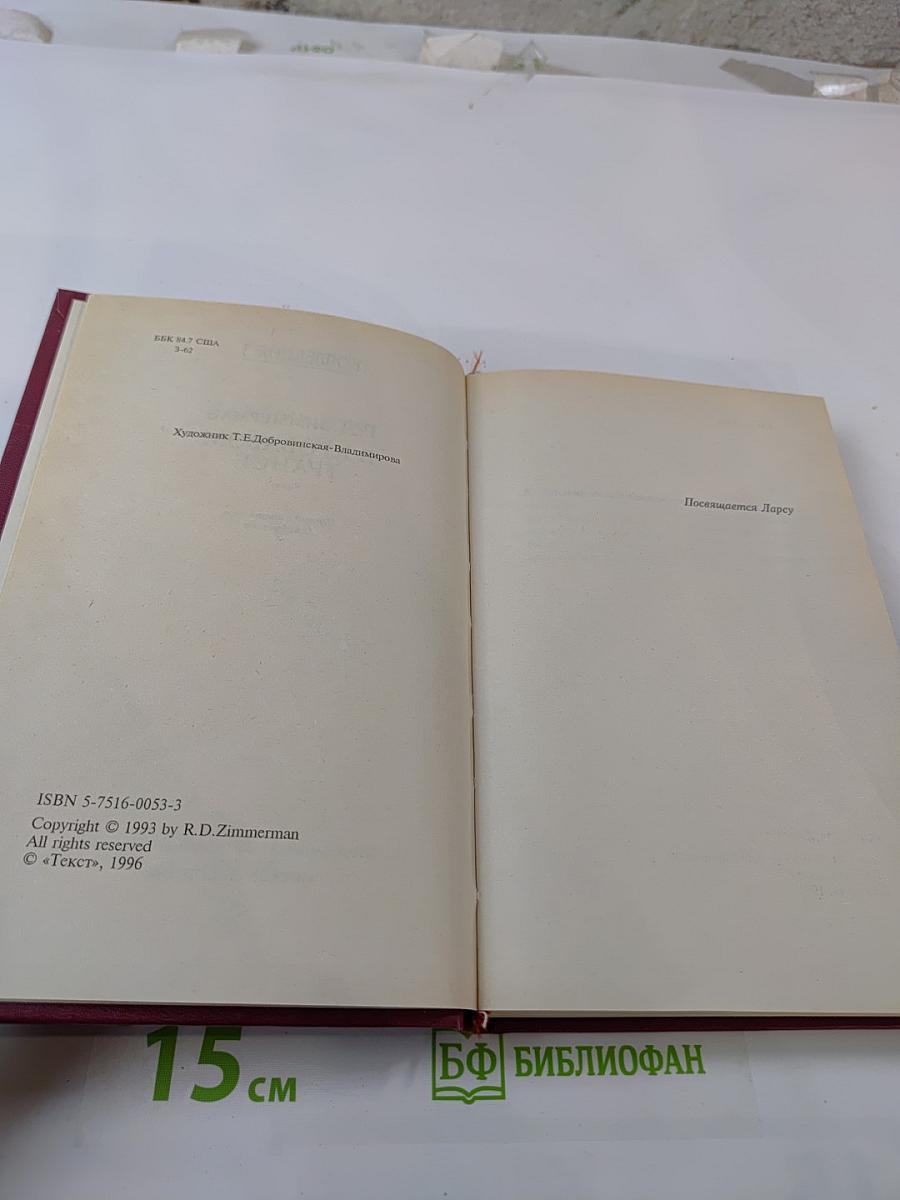 ББК 84.7 США
З-62
Художник Т.Е.Добровинская-Владимирова
ISBN 5-7516-0053-3
Copyright © 1993 by R.D.Zimmerman
All rights reserved
© «Текст», 1996
Посвящается Ларсу
15 см
БФ БИБЛИОФАН